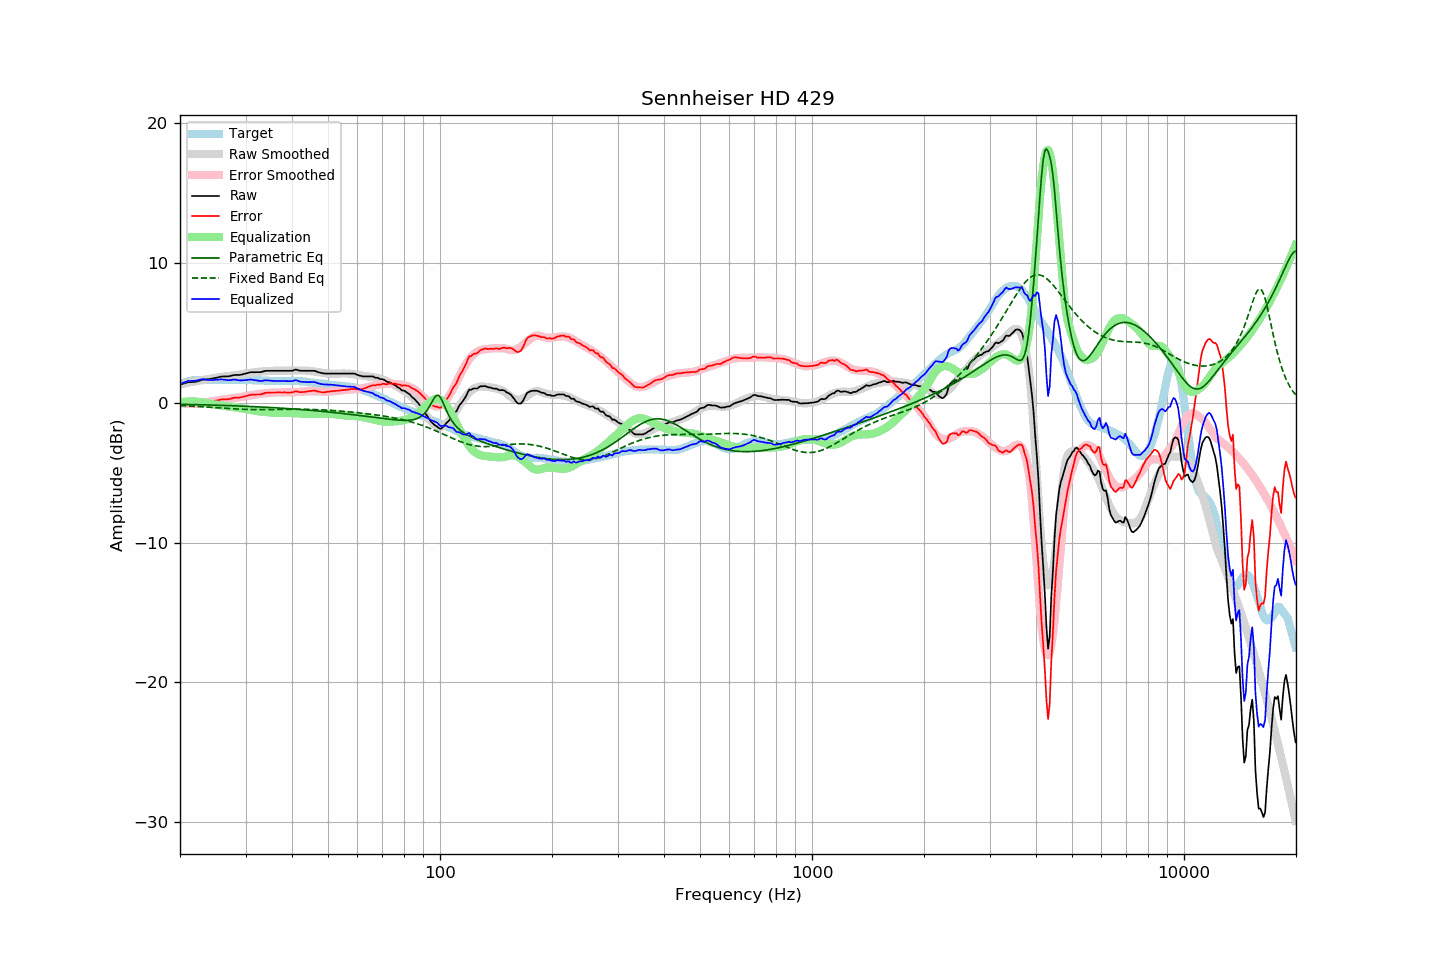 Sennheiser HD 429
Target
Raw Smoothed
Error Smoothed
Raw
Error
Equalization
Parametric Eq
Fixed Band Eq
Equalized
20
10
0
−10
−20
−30
Amplitude (dBr)
100
1000
10000
Frequency (Hz)